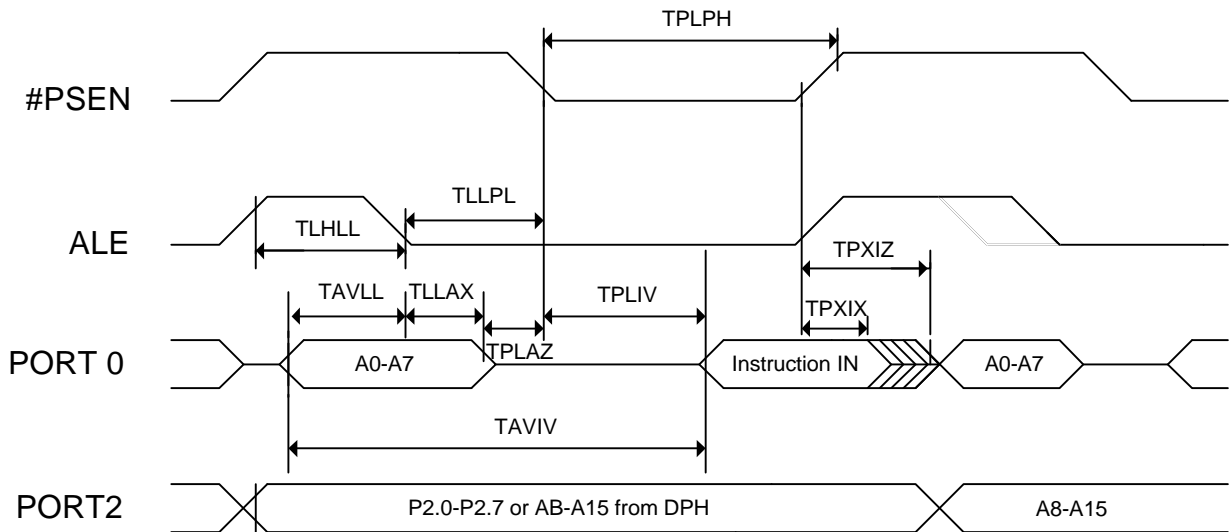 TPLPH
#PSEN
TLLPL
TLHLL
ALE
TPXIZ
TAVLL
TLLAX
TPLIV
TPXIX
TPLAZ
PORT 0
A0-A7
Instruction IN
A0-A7
TAVIV
PORT2
P2.0-P2.7 or AB-A15 from DPH
A8-A15